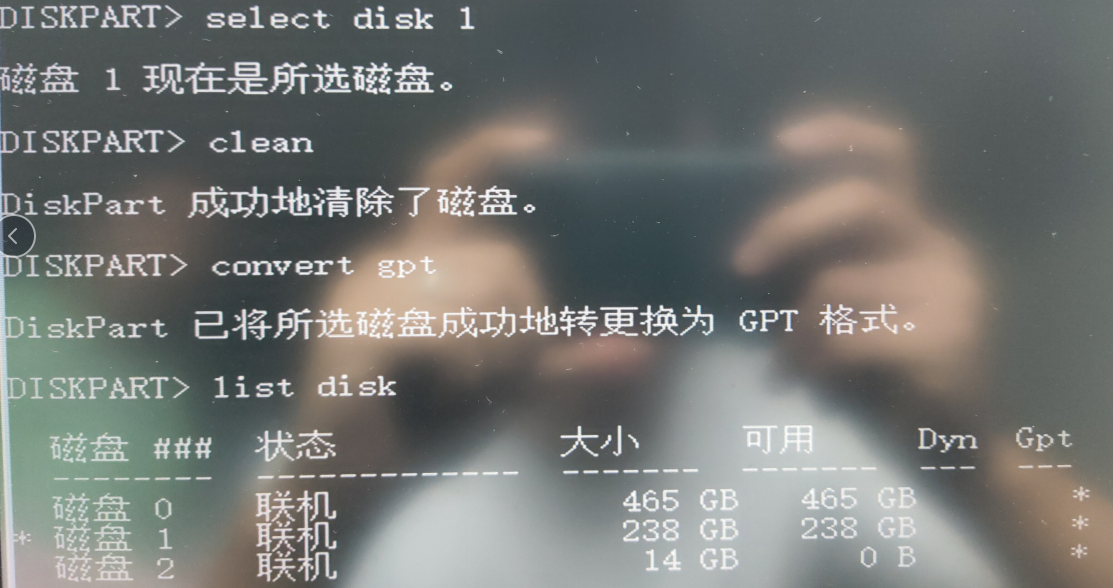 DISKPART> select disk 1
磁盘 1 现在是所选磁盘。
DISKPART> clean
DiskPart 成功地清除了磁盘。
DISKPART> convert gpt
DiskPart 已将所选磁盘成功地转更换为 GPT 格式。
DISKPART> list disk
磁盘 ### 状态 大小 可用 Dyn Gpt
-------- ------------- ------- ------- --- ---
磁盘 0 联机 465 GB 465 GB *
* 磁盘 1 联机 238 GB 238 GB *
磁盘 2 联机 14 GB 0 B *